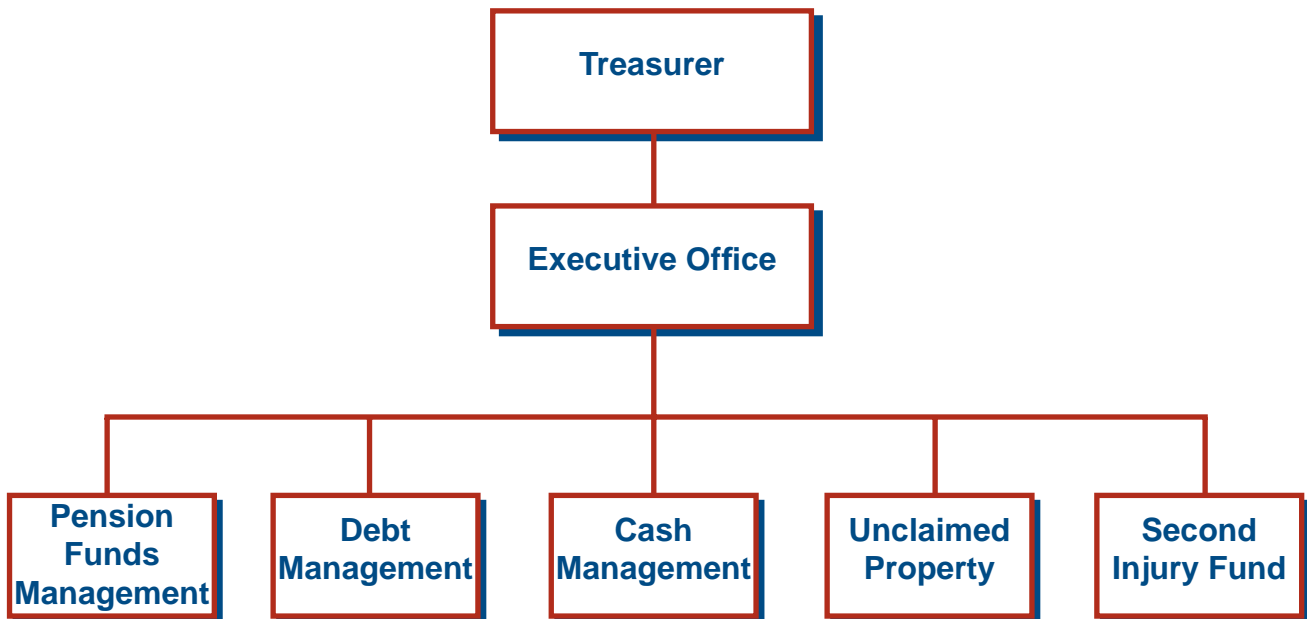 Treasurer
Executive Office
Pension
Funds
Management
Debt
Management
Cash
Management
Unclaimed
Property
Second
Injury Fund